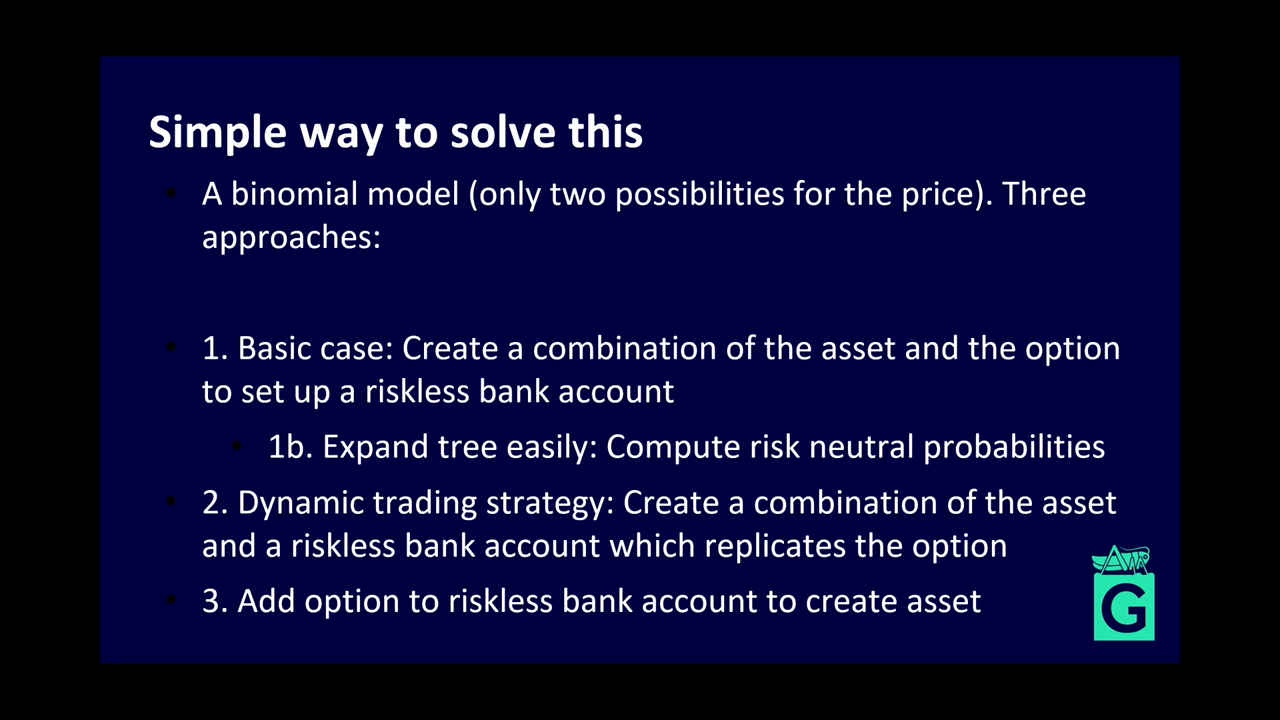 Simple way to solve this
• A binomial model (only two possibilities for the price). Three
approaches:
• 1. Basic case: Create a combination of the asset and the option
to set up a riskless bank account
• 1b. Expand tree easily: Compute risk neutral probabilities
• 2. Dynamic trading strategy: Create a combination of the asset
and a riskless bank account which replicates the option
• 3. Add option to riskless bank account to create asset
G